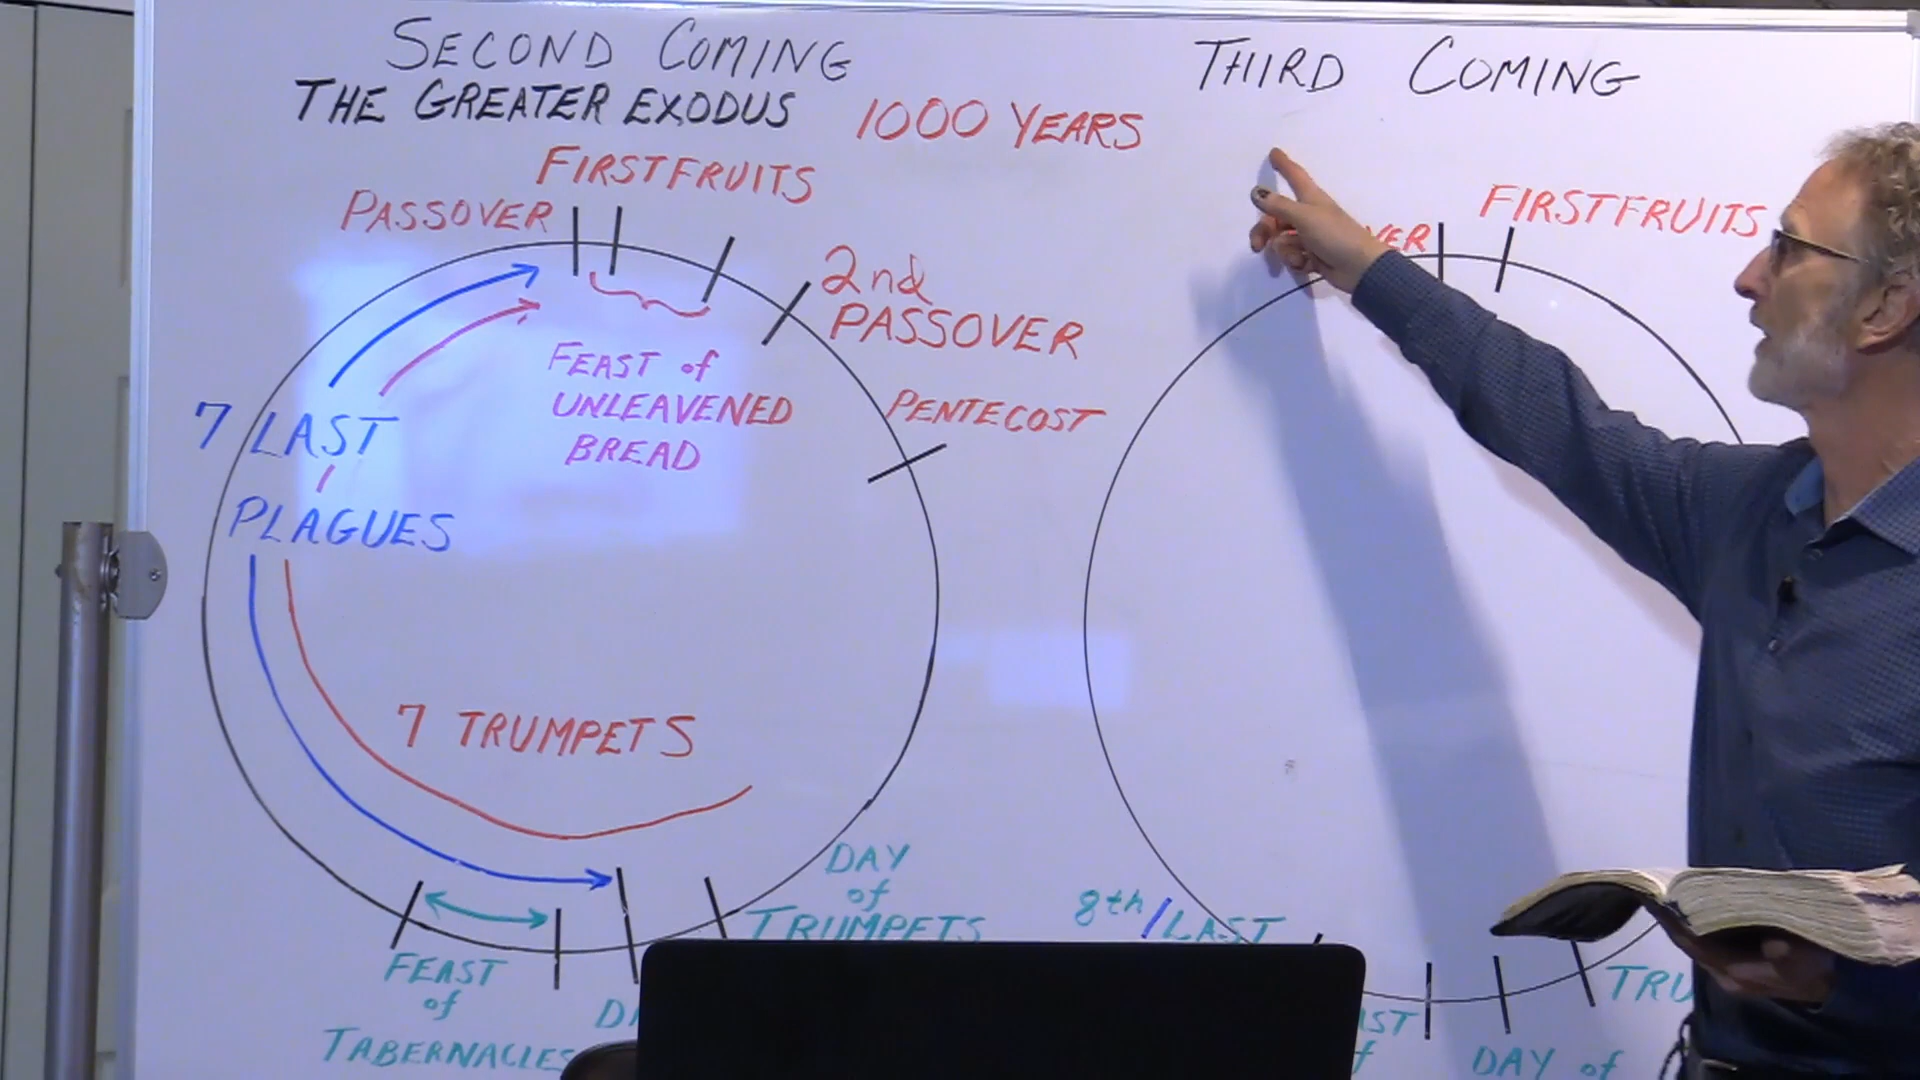 SECOND COMING
THE GREATER EXODUS
1000 YEARS
FIRSTFRUITS
PASSOVER
2nd
PASSOVER
FEAST of
UNLEAVENED
BREAD
PENTECOST
7 LAST
PLAGUES
7 TRUMPETS
DAY
of
TRUMPETS
FEAST
of
TABERNACLES
THIRD COMING
FIRSTFRUITS
8th/LAST
DAY of